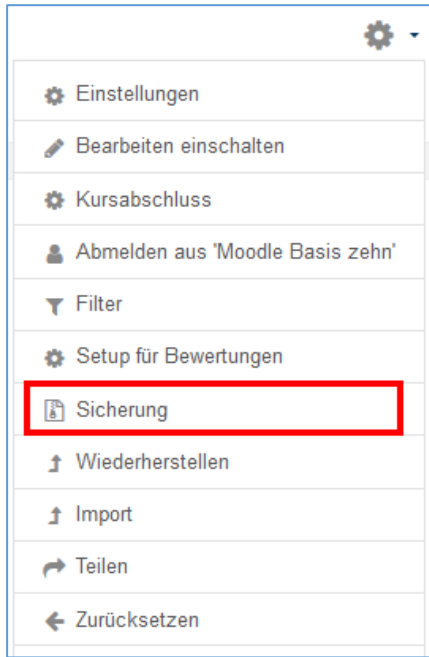 Einstellungen
Bearbeiten einschalten
Kursabschluss
Abmelden aus 'Moodle Basis zehn'
Filter
Setup für Bewertungen
Sicherung
Wiederherstellen
Import
Teilen
Zurücksetzen